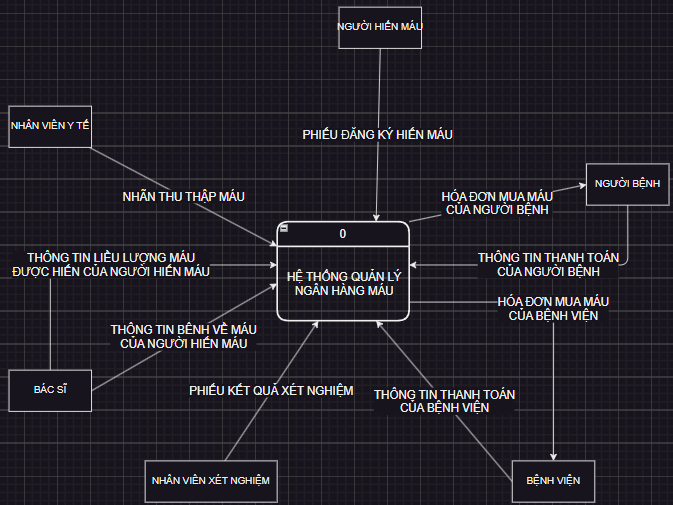 NGƯỜI HIẾN MÁU
NHÂN VIÊN Y TẾ
PHIẾU ĐĂNG KÝ HIẾN MÁU
NHÃN THU THẬP MÁU
HÓA ĐƠN MUA MÁU
CỦA NGƯỜI BỆNH
NGƯỜI BỆNH
0
HỆ THỐNG QUẢN LÝ
NGÂN HÀNG MÁU
THÔNG TIN LIỀU LƯỢNG MÁU
ĐƯỢC HIẾN CỦA NGƯỜI HIẾN MÁU
THÔNG TIN THANH TOÁN
CỦA NGƯỜI BỆNH
HÓA ĐƠN MUA MÁU
CỦA BỆNH VIỆN
THÔNG TIN BỆNH VỀ MÁU
CỦA NGƯỜI HIẾN MÁU
BÁC SĨ
PHIẾU KẾT QUẢ XÉT NGHIỆM
THÔNG TIN THANH TOÁN
CỦA BỆNH VIỆN
NHÂN VIÊN XÉT NGHIỆM
BỆNH VIỆN